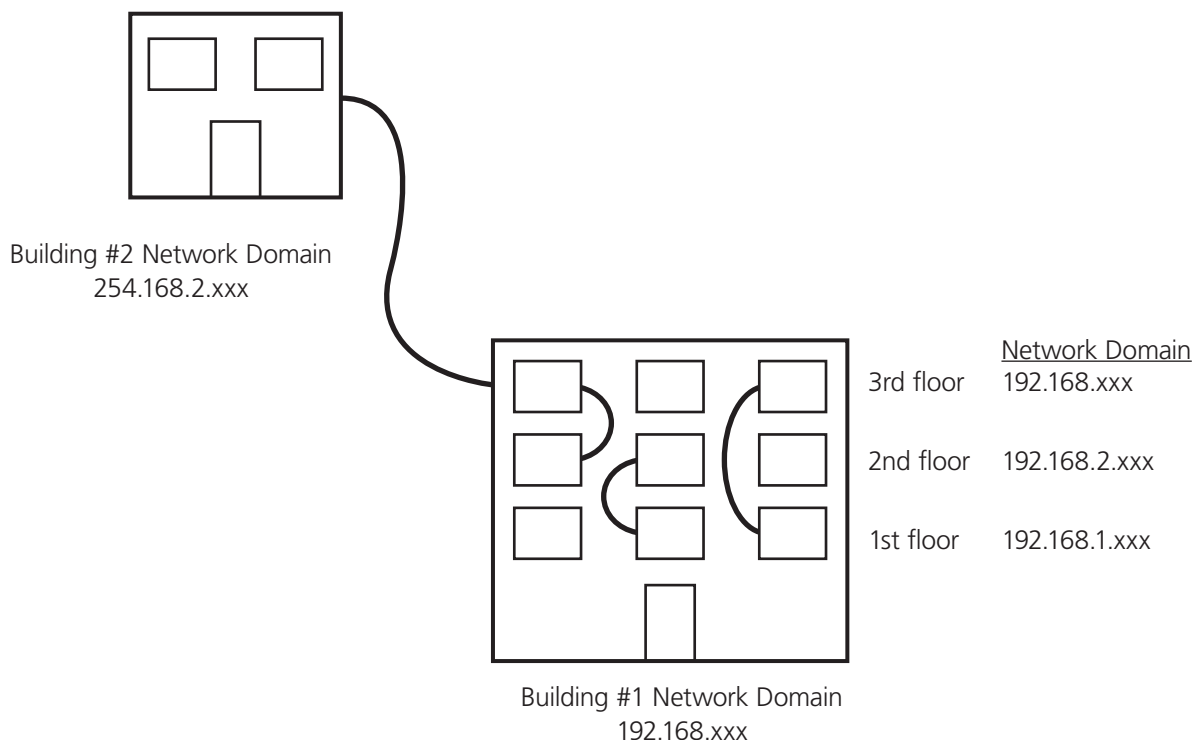 Building #2 Network Domain
254.168.2.xxx
Network Domain
3rd floor 192.168.xxx
2nd floor 192.168.2.xxx
1st floor 192.168.1.xxx
Building #1 Network Domain
192.168.xxx